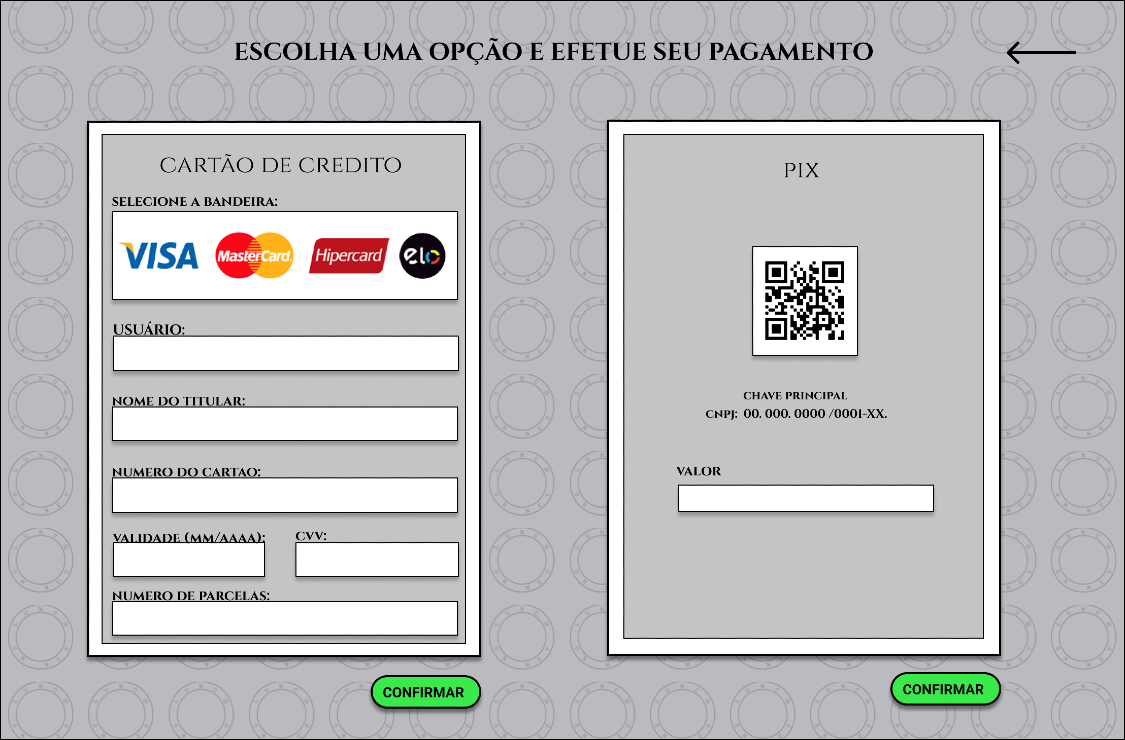 ESCOLHA UMA OPÇÃO E EFETUE SEU PAGAMENTO
CARTÃO DE CREDITO
SELECIONE A BANDEIRA:
VISA MasterCard Hipercard elo
USUÁRIO:
NOME DO TITULAR:
NUMERO DO CARTAO:
VALIDADE (MM/AAAA): CVV:
NUMERO DE PARCELAS:
CONFIRMAR
PIX
CHAVE PRINCIPAL
CNPJ: 00. 000. 0000 /0001-XX.
VALOR
CONFIRMAR